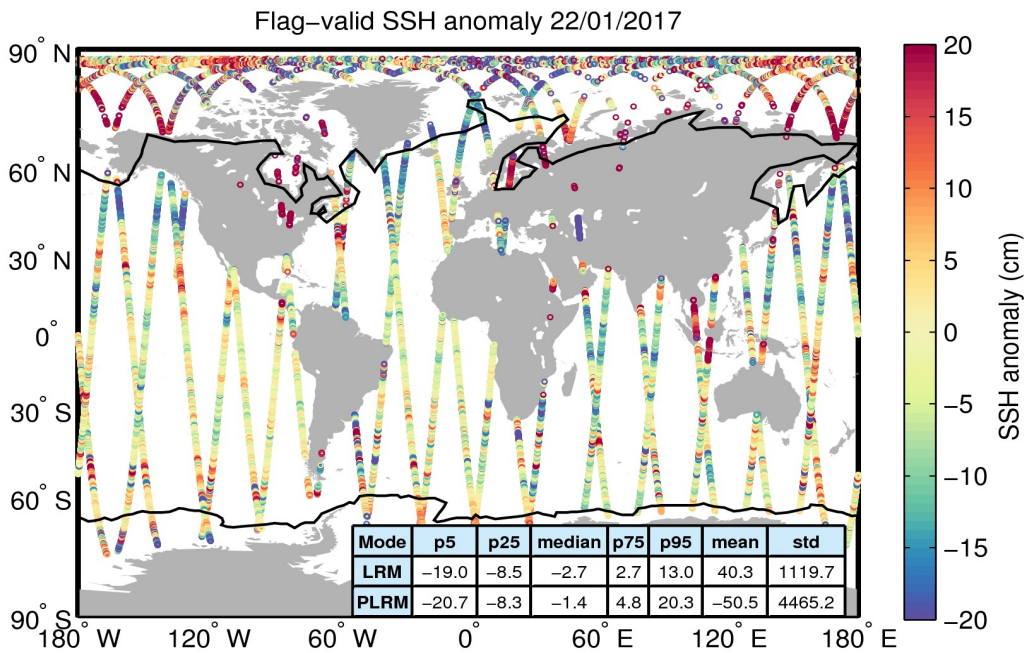 Flag−valid SSH anomaly 22/01/2017
90° N
60° N
30° N
0°
30° S
60° S
90° S
180° W 120° W 60° W 0° 60° E 120° E 180° E
Mode p5 p25 median p75 p95 mean std
LRM −19.0 −8.5 −2.7 2.7 13.0 40.3 1119.7
PLRM −20.7 −8.3 −1.4 4.8 20.3 −50.5 4465.2
20
15
10
5
0
−5
−10
−15
−20
SSH anomaly (cm)